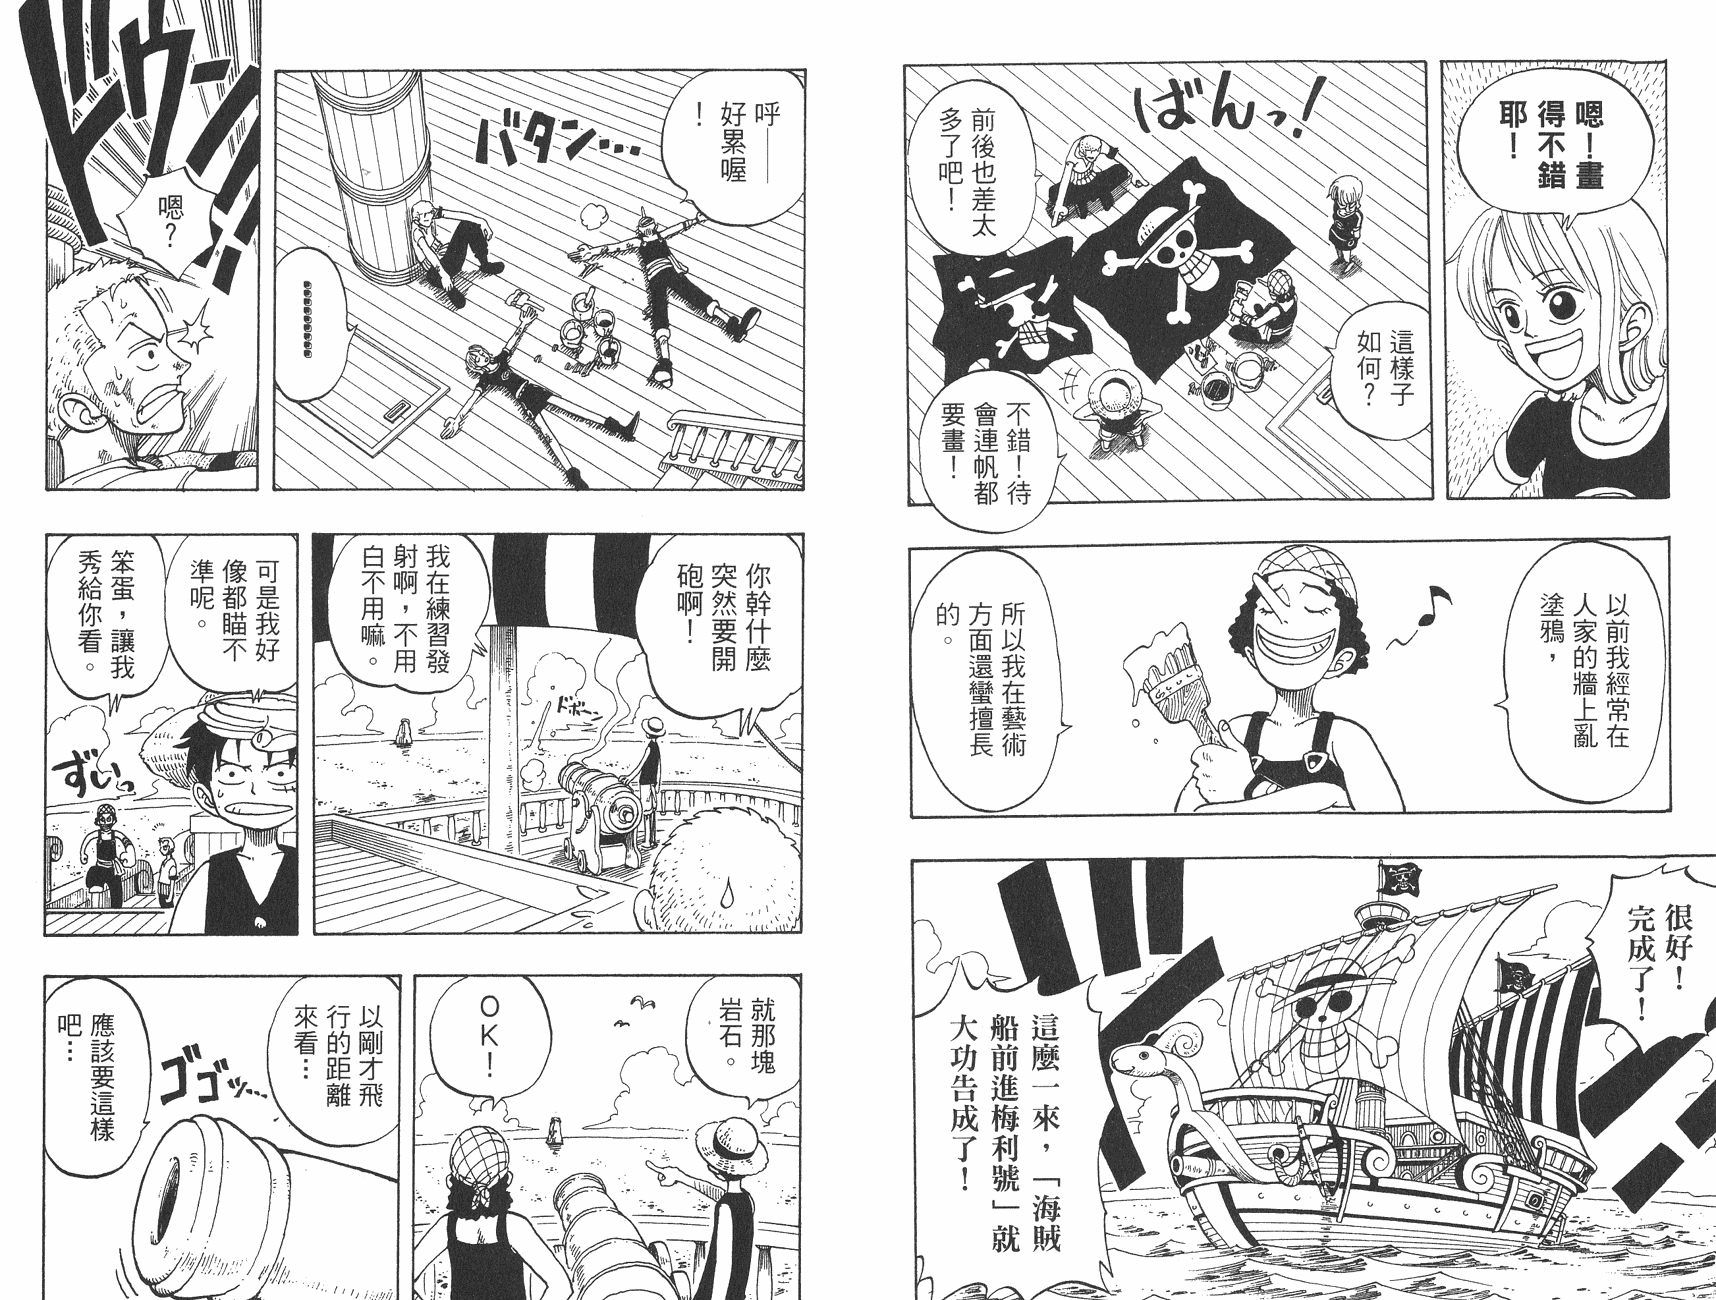 嗯！畫
得不錯
耶！
ばんっ！
前後也差太
多了吧！
這樣子
如何？
不錯！待
會連帆都
要畫！
以前我經常在
人家的牆上亂
塗鴉，
所以我在藝術
方面還蠻擅長
的。
很好！
完成了！
這麼一來，「海賊
船前進梅利號」就
大功告成了！
呼——
好累喔
！
バタン…
………
ドゥーン！！
嗯？
你幹什麼
突然要開
砲啊！
我在練習發
射啊，不用
白不用嘛。
ドボーン
可是我好
像都瞄不
準呢。
笨蛋，讓我
秀給你看。
ずいっ
就那塊
岩石。
OK！
以剛才飛
行的距離
來看…
ゴゴッ…
應該要這樣
吧…